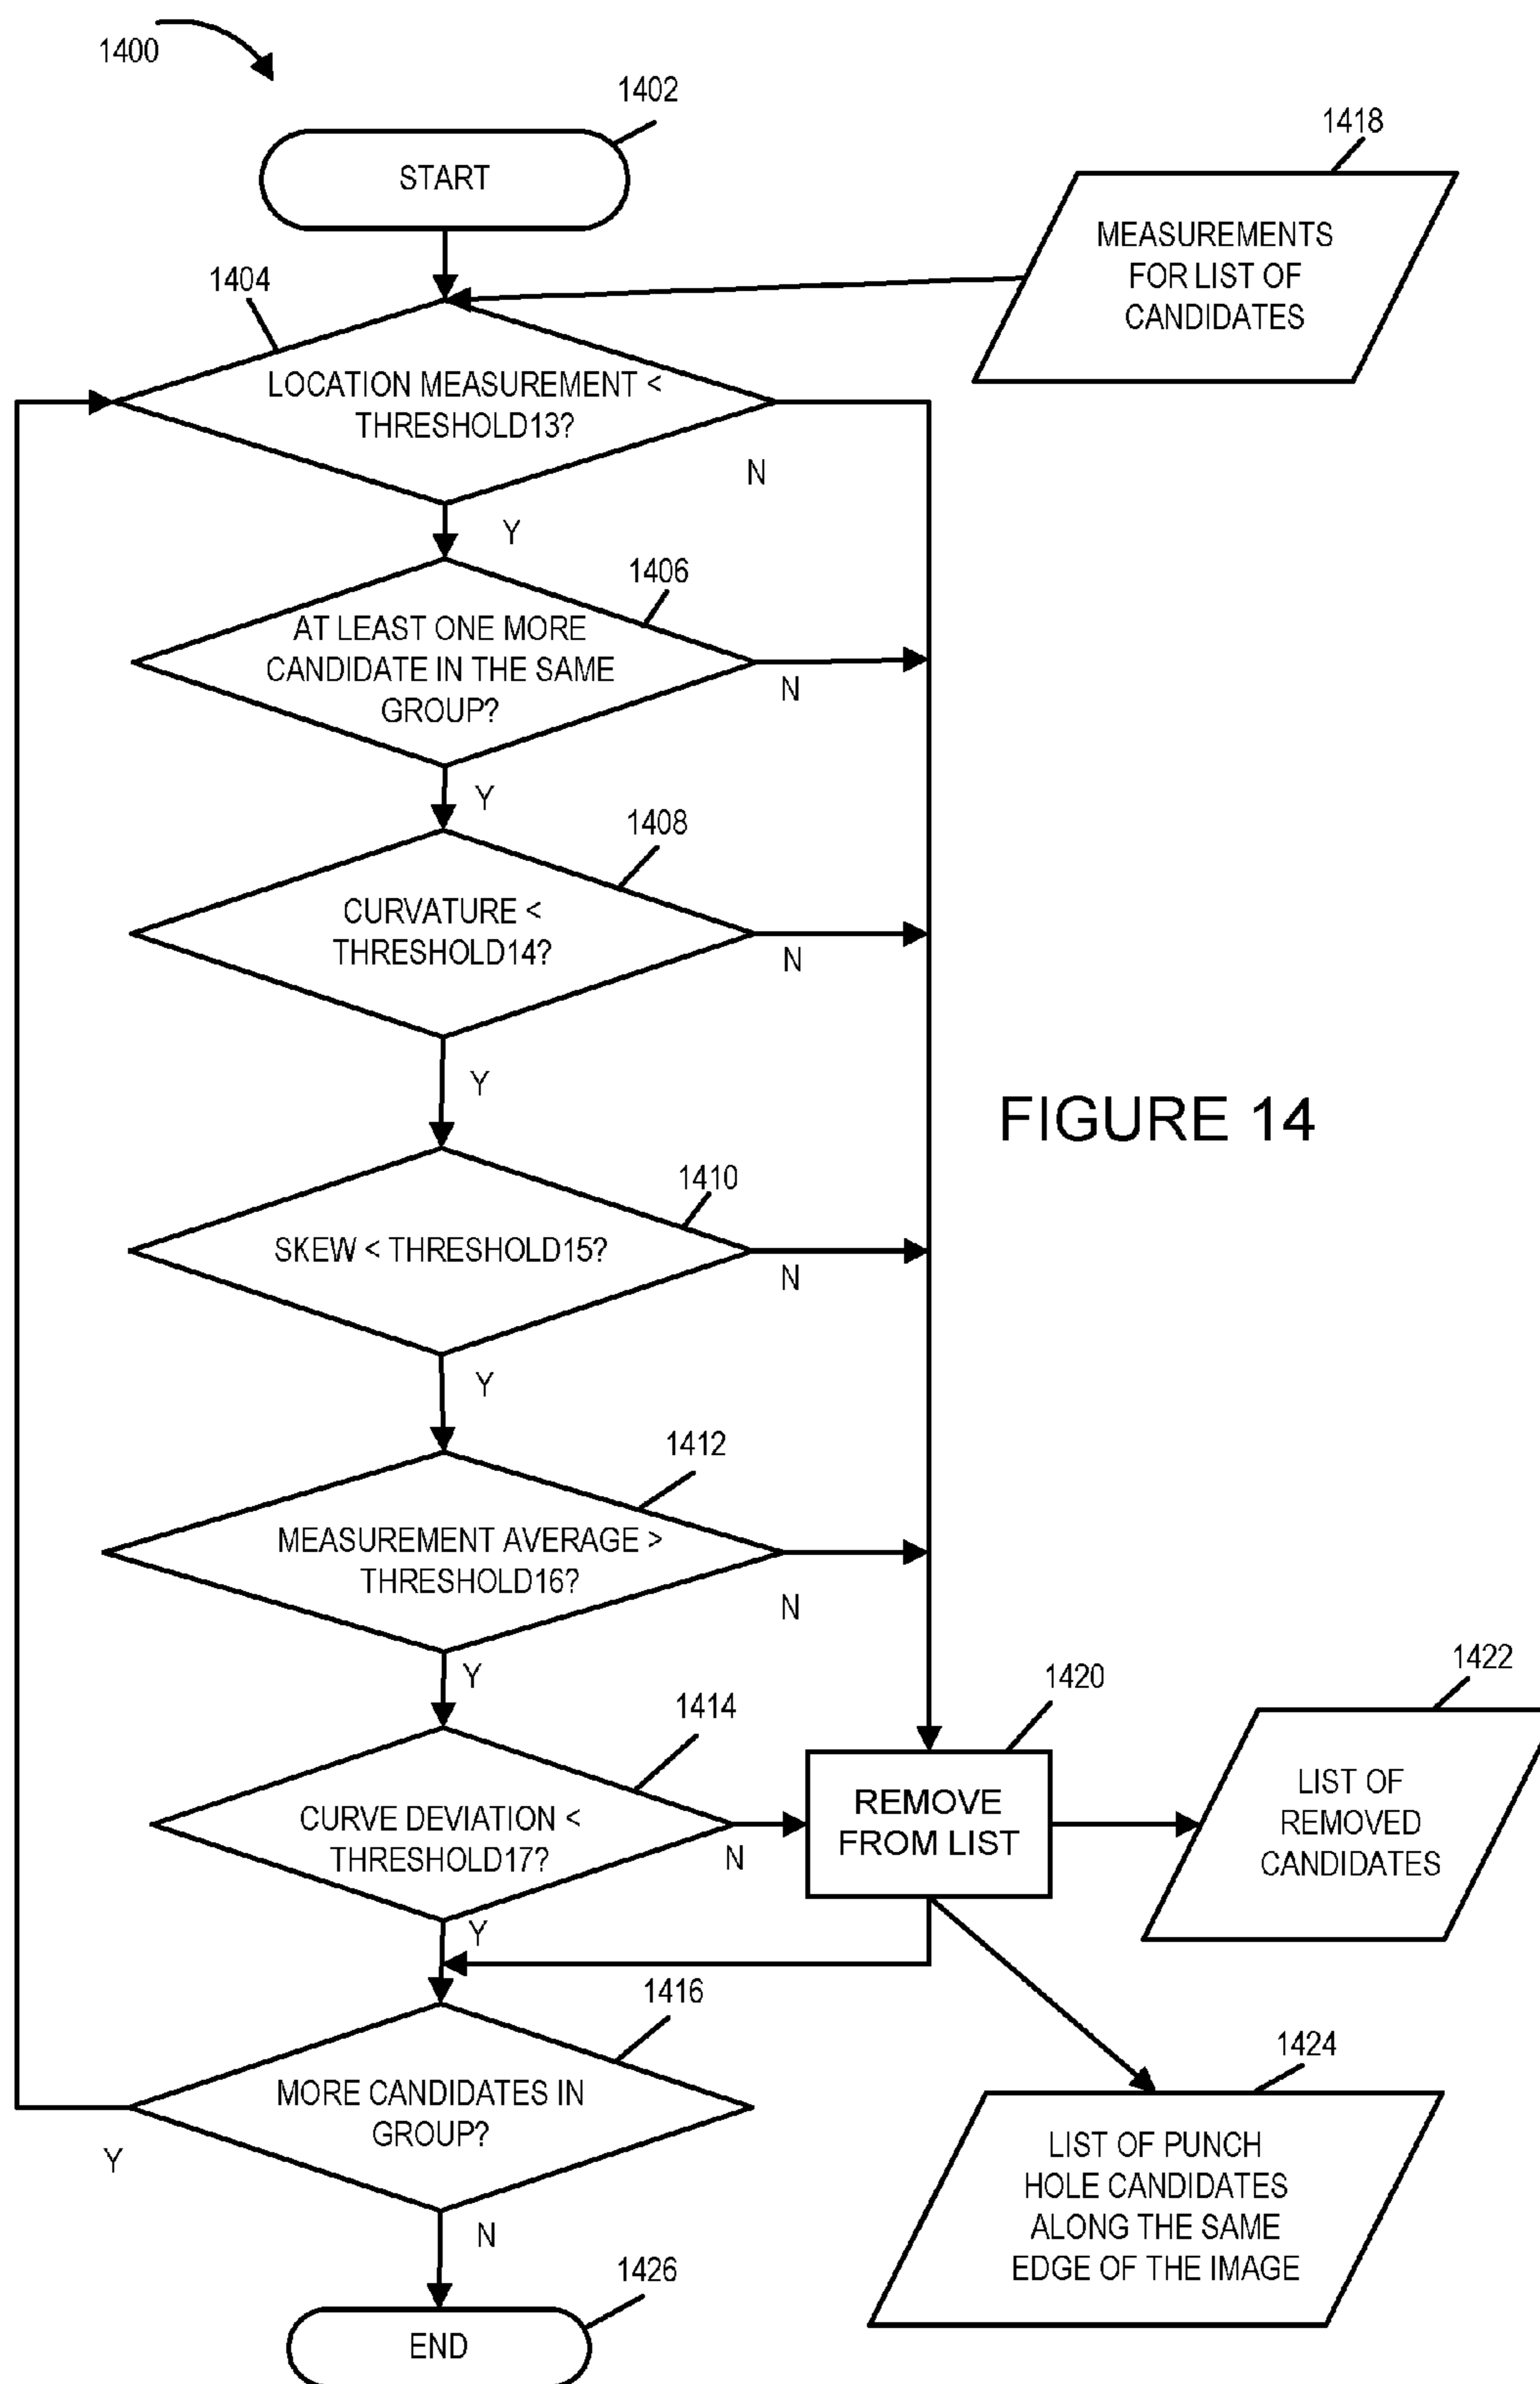 1400
1402
START
1418
MEASUREMENTS
FOR LIST OF
CANDIDATES
1404
LOCATION MEASUREMENT <
THRESHOLD13?
N
Y
1406
AT LEAST ONE MORE
CANDIDATE IN THE SAME
GROUP?
N
Y
1408
CURVATURE <
THRESHOLD14?
N
Y
FIGURE 14
1410
SKEW < THRESHOLD15?
N
Y
1412
MEASUREMENT AVERAGE >
THRESHOLD16?
N
Y
1414
CURVE DEVIATION <
THRESHOLD17?
N
Y
1420
REMOVE
FROM LIST
1422
LIST OF
REMOVED
CANDIDATES
1416
MORE CANDIDATES IN
GROUP?
Y
N
1424
LIST OF PUNCH
HOLE CANDIDATES
ALONG THE SAME
EDGE OF THE IMAGE
1426
END